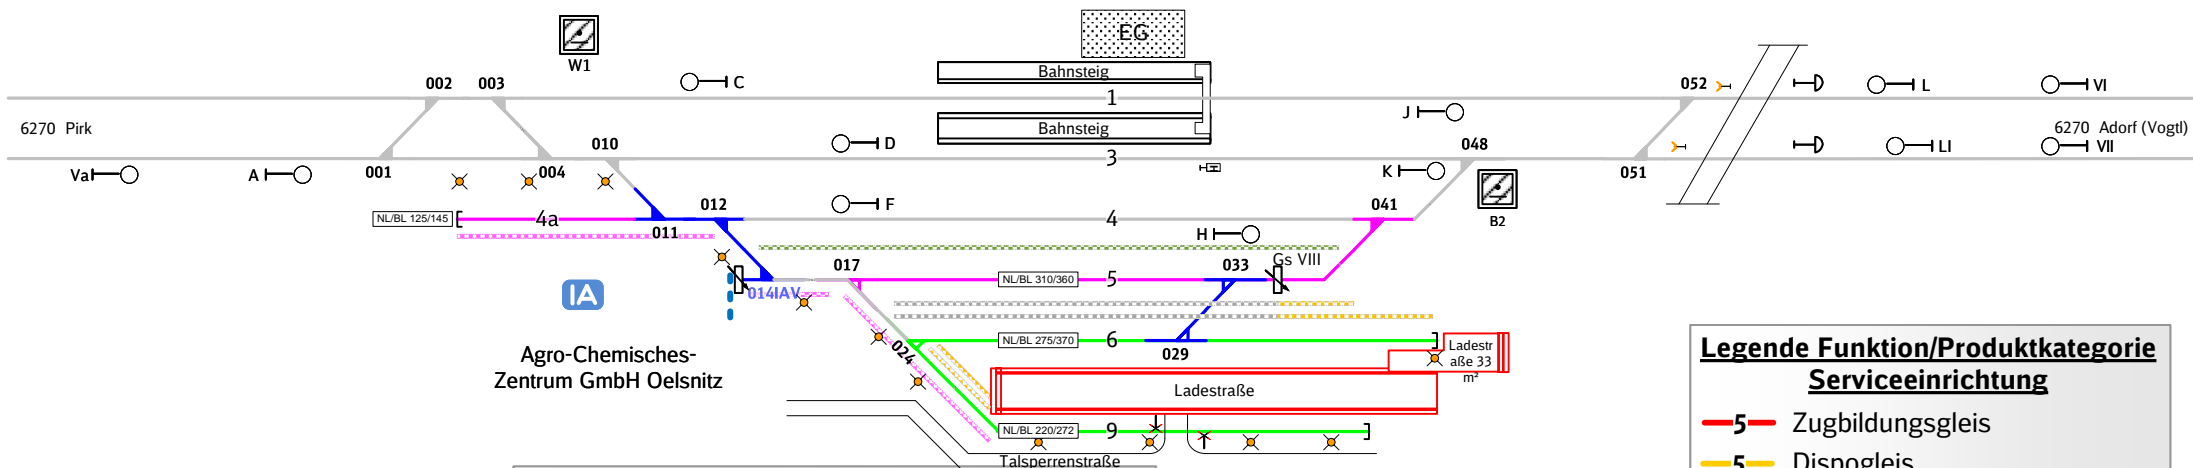 EG
W1
Bahnsteig
002 003 C 1 052 L VI
J
6270 Pirk
Bahnsteig
6270 Adorf (Vogtl)
010 D 3 048 LI VII
Va A 001 004 K 051
B2
NL/BL 125/145 4a 011 012 F 4 041
H
Gs VIII
017 NL/BL 310/360 5 033
014IAV
IA
024 NL/BL 275/370 6 029
Agro-Chemisches-
Zentrum GmbH Oelsnitz
Ladestr
aße 33
m²
Ladestraße
NL/BL 220/272 9
Talsperrenstraße
Legende Funktion/Produktkategorie
Serviceeinrichtung
5 Zugbildungsgleis
5 Dispogleis